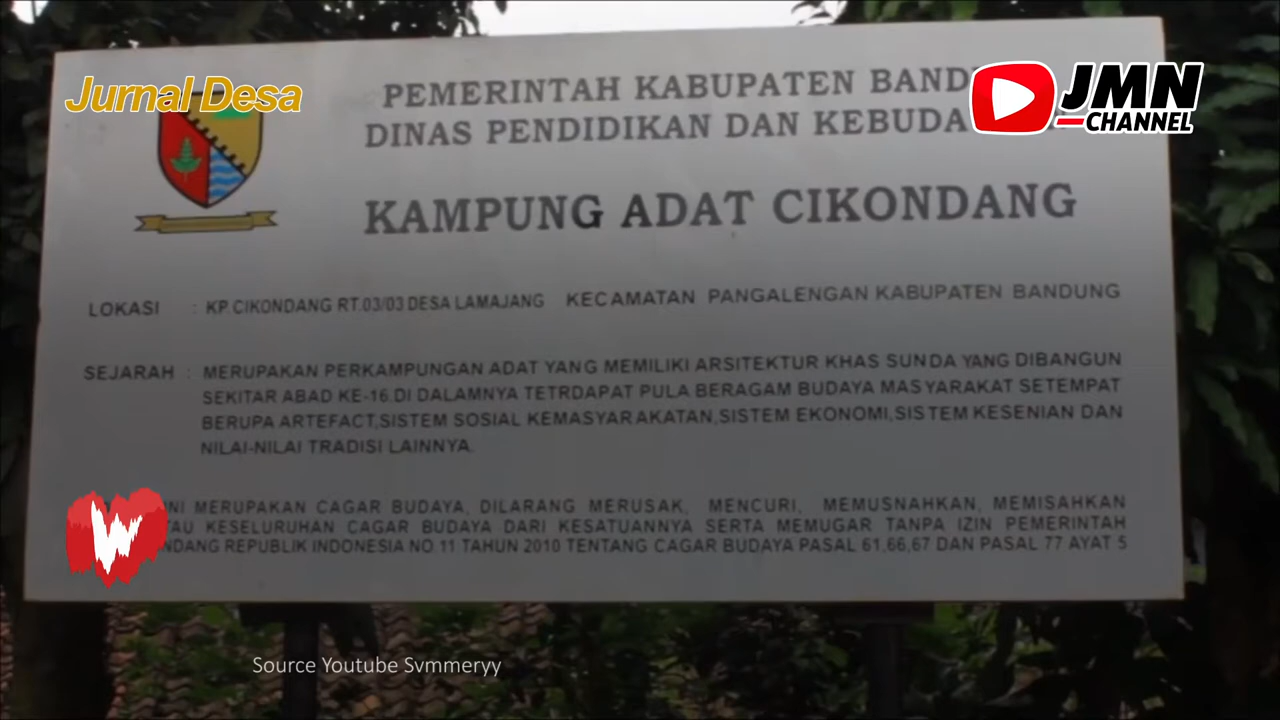 Jurnal Desa
JMN
CHANNEL
PEMERINTAH KABUPATEN
DINAS PENDIDIKAN DAN
KAMPUNG ADAT CIKONDANG
LOKASI : KP. CIKONDANG RT.03/03 DESA LAMAJANG KECAMATAN PANGALENGAN KABUPATEN BANDUNG
SEJARAH : MERUPAKAN PERKAMPUNGAN ADAT YANG MEMILIKI ARSITEKTUR KHAS SUNDA YANG DIBANGUN
SEKITAR ABAD KE-16. DI DALAMNYA TETRDAPAT PULA BERAGAM BUDAYA MASYARAKAT SETEMPAT
BERUPA ARTEFACT,SISTEM SOSIAL KEMASYARAKATAN,SISTEM EKONOMI,SISTEM KESENIAN DAN
NILAI-NILAI TRADISI LAINNYA.
MERUPAKAN CAGAR BUDAYA, DILARANG MERUSAK, MENCURI, MEMUSNAHKAN, MEMISAHKAN
KESELURUHAN CAGAR BUDAYA DARI KESATUANNYA SERTA MEMUGAR TANPA IZIN PEMERINTAH
REPUBLIK INDONESIA NO.11 TAHUN 2010 TENTANG CAGAR BUDAYA PASAL 61,66,67 DAN PASAL 77 AYAT 5
W
Source Youtube Svmmeryy